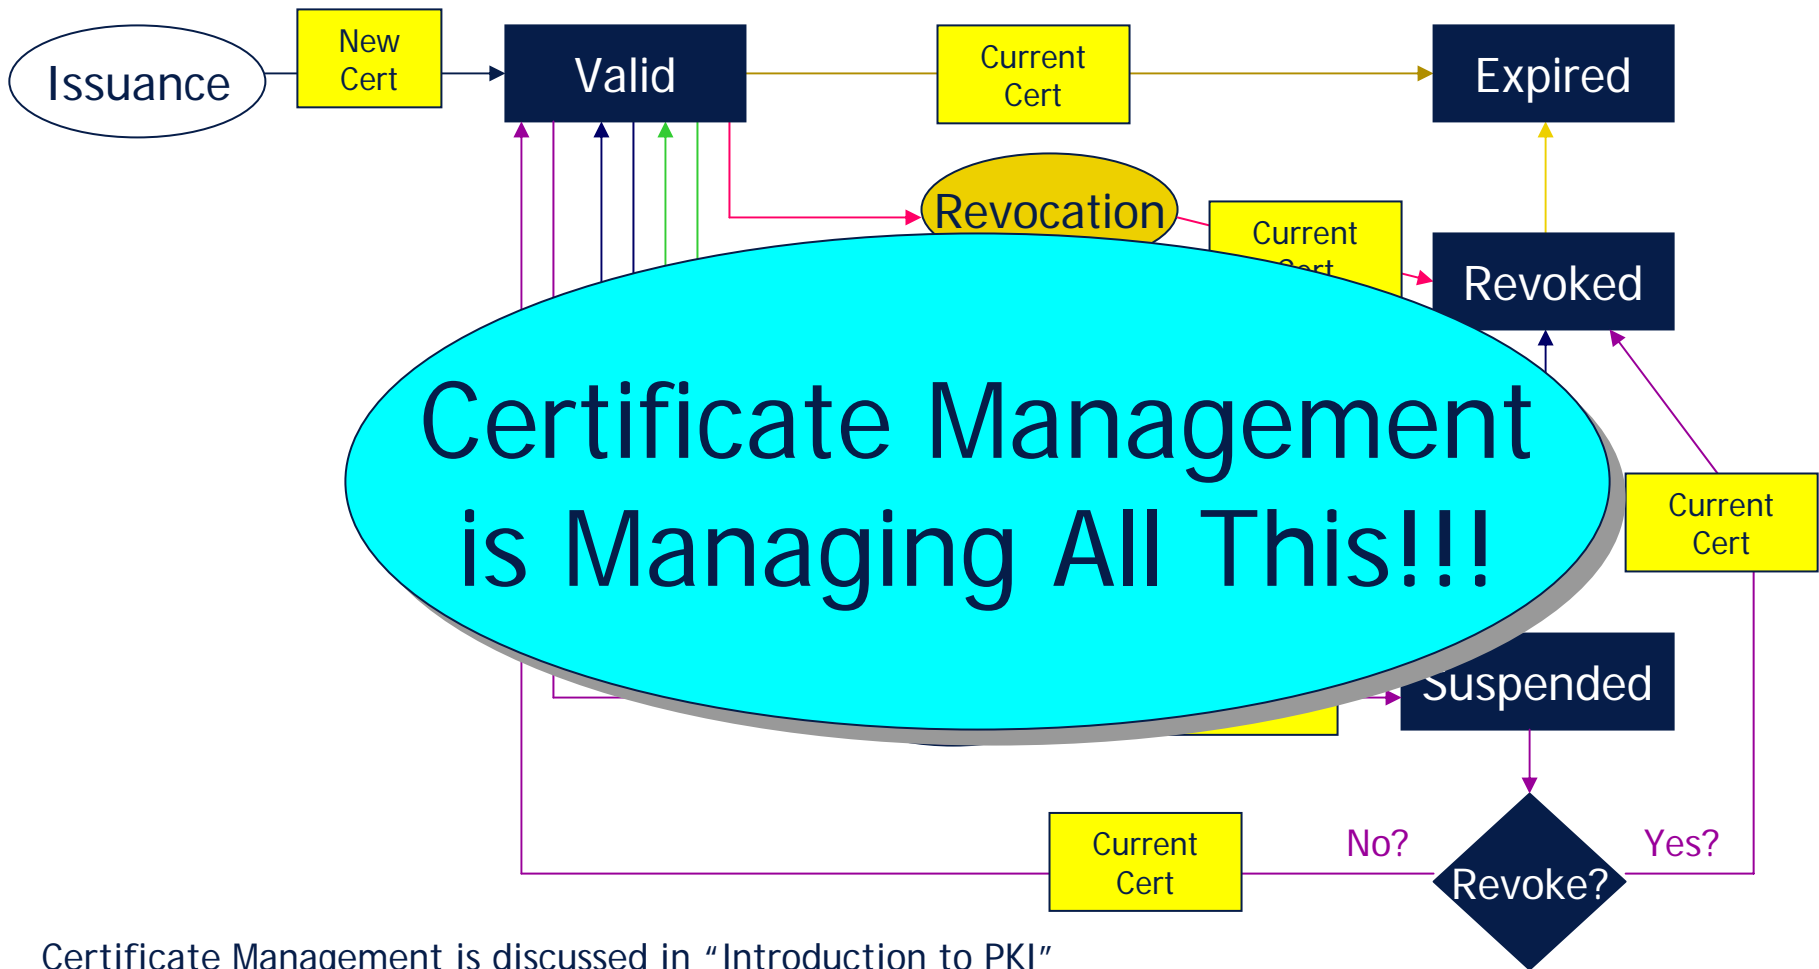 Issuance
New
Cert
Valid
Current
Cert
Expired
Revocation
Current
Cert
Revoked
Certificate Management
is Managing All This!!!
Current
Cert
Suspended
Current
Cert
No?
Yes?
Revoke?
Certificate Management is discussed in “Introduction to PKI”